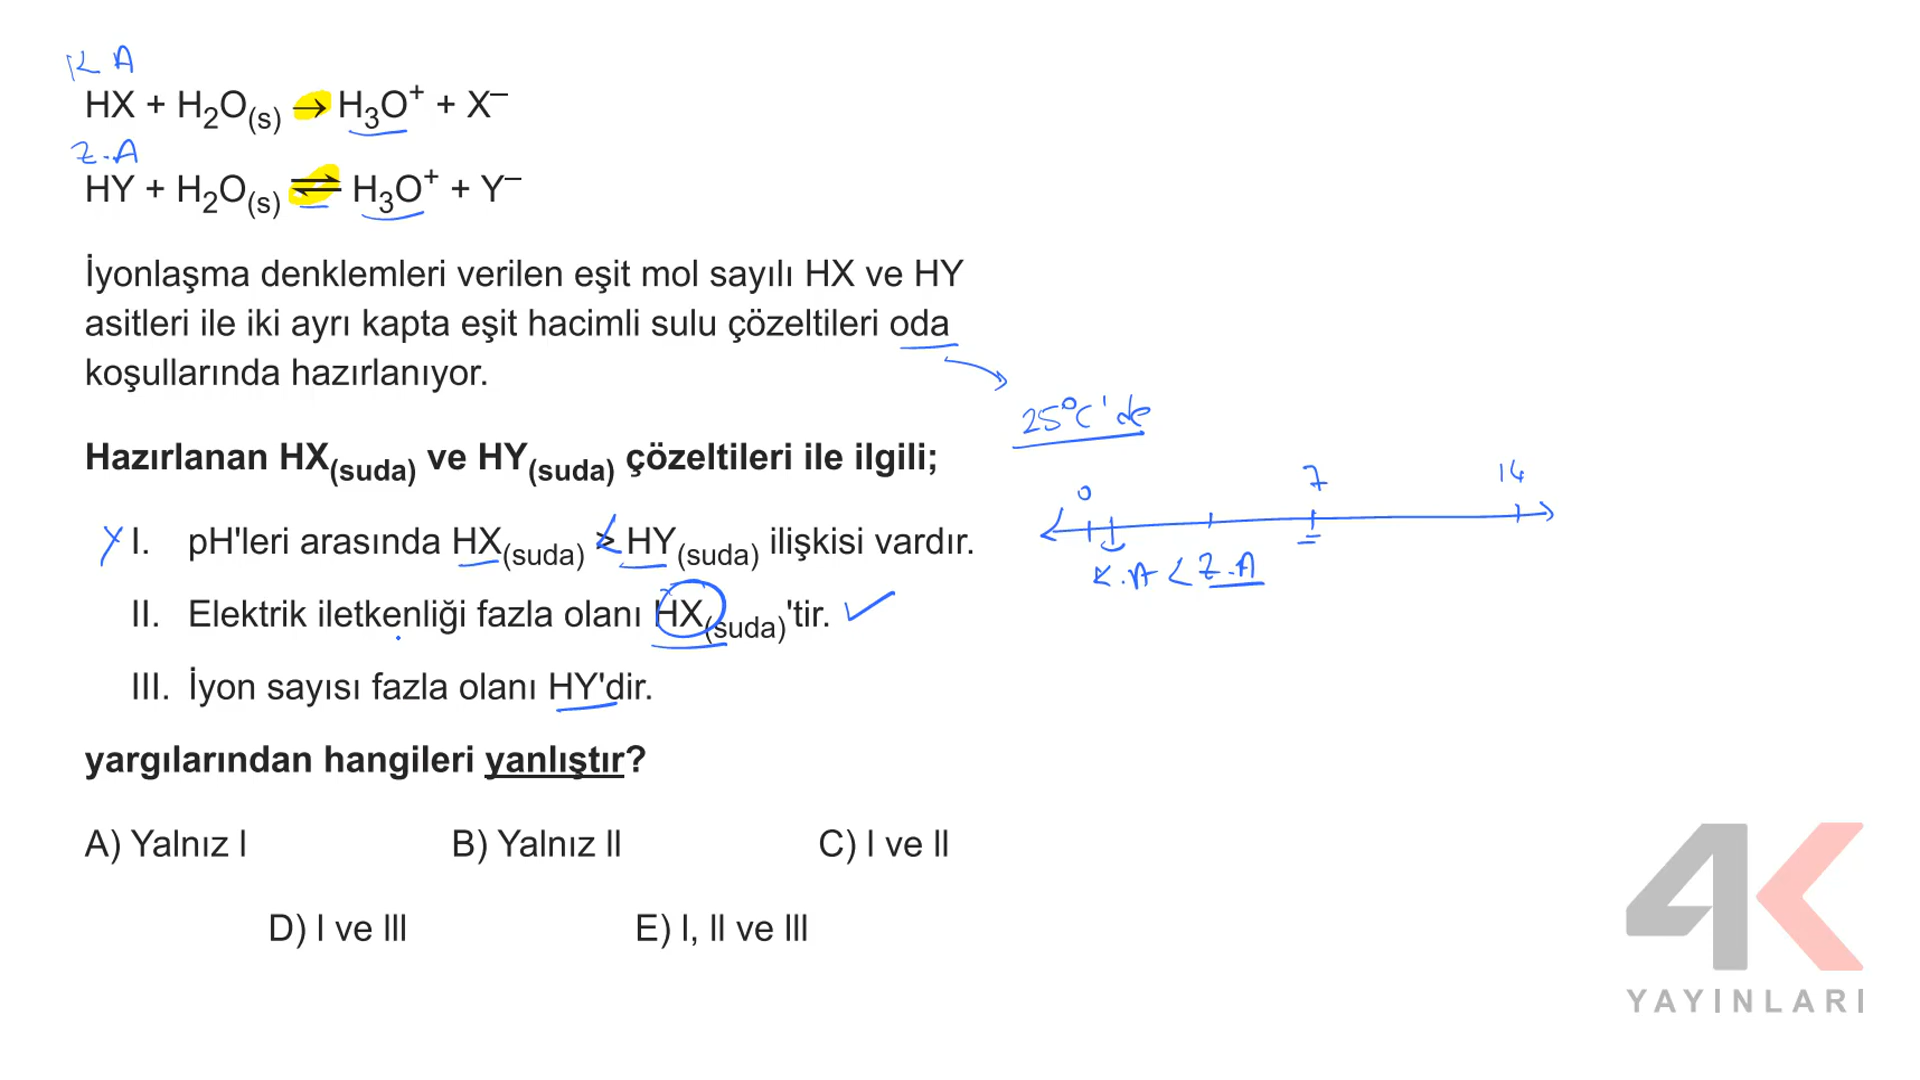 K A
HX + H₂O(s) → H₃O⁺ + X⁻
Z.A
HY + H₂O(s) ⇌ H₃O⁺ + Y⁻
İyonlaşma denklemleri verilen eşit mol sayılı HX ve HY
asitleri ile iki ayrı kapta eşit hacimli sulu çözeltileri oda
koşullarında hazırlanıyor.
25°C'de
Hazırlanan HX(suda) ve HY(suda) çözeltileri ile ilgili;
0 7 14
Y I. pH'leri arasında HX(suda) > < HY(suda) ilişkisi vardır.
K.A < Z.A
II. Elektrik iletkenliği fazla olanı HX(suda)'tir. ✓
III. İyon sayısı fazla olanı HY'dir.
yargılarından hangileri yanlıştır?
A) Yalnız I B) Yalnız II C) I ve II
D) I ve III E) I, II ve III
4K
YAYINLARI